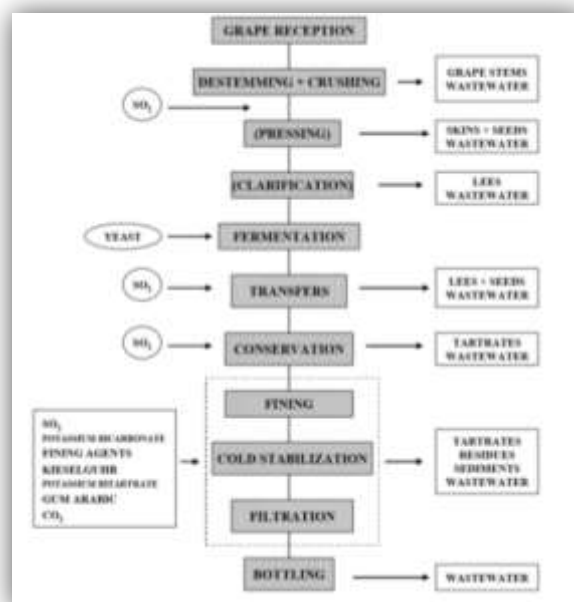 GRAPE RECEPTION
DESTEMMING + CRUSHING
GRAPE STEMS
WASTEWATER
SO2
(PRESSING)
SKINS + SEEDS
WASTEWATER
(CLARIFICATION)
LEES
WASTEWATER
YEAST
FERMENTATION
SO2
TRANSFERS
LEES + SEEDS
WASTEWATER
SO2
CONSERVATION
TARTRATES
WASTEWATER
FINING
SO2
POTASSIUM BICARBONATE
FINING AGENTS
KIESELGUHR
POTASSIUM BITARTRATE
GUM ARABIC
CO2
COLD STABILIZATION
TARTRATES
RESIDUES
SEDIMENTS
WASTEWATER
FILTRATION
BOTTLING
WASTEWATER